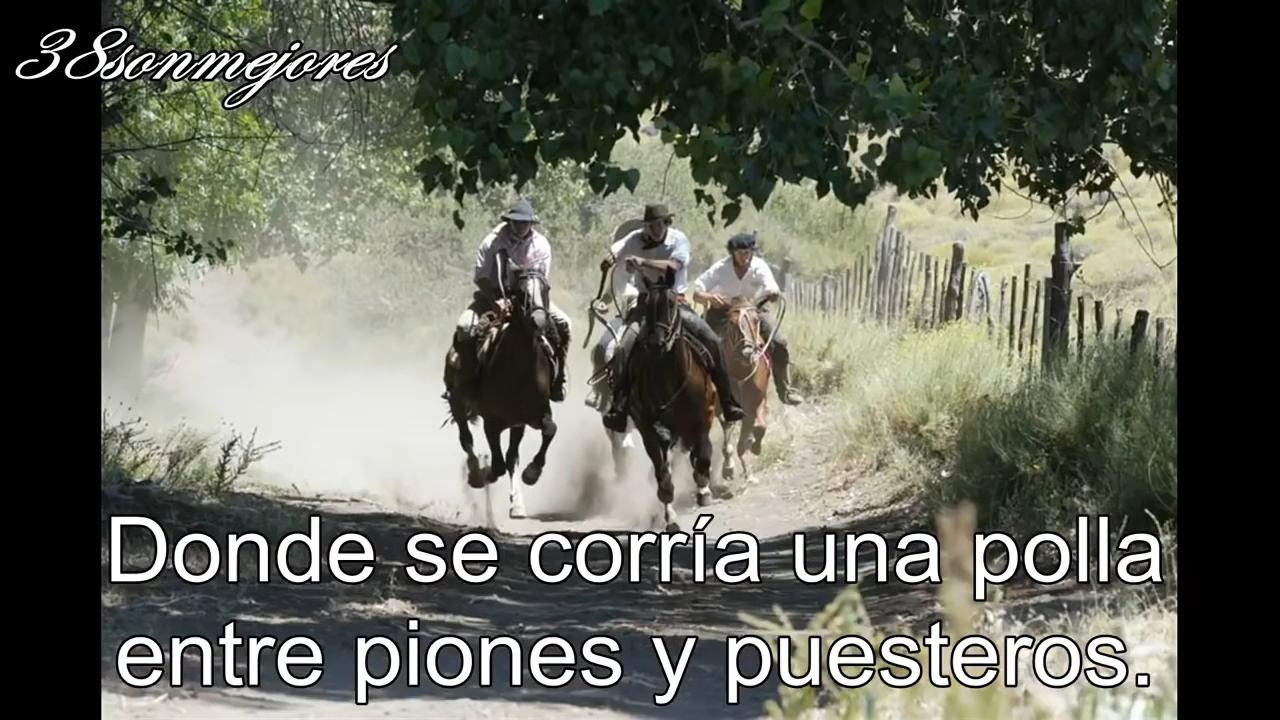 38sonmejores
Donde se corría una polla
entre piones y puesteros.